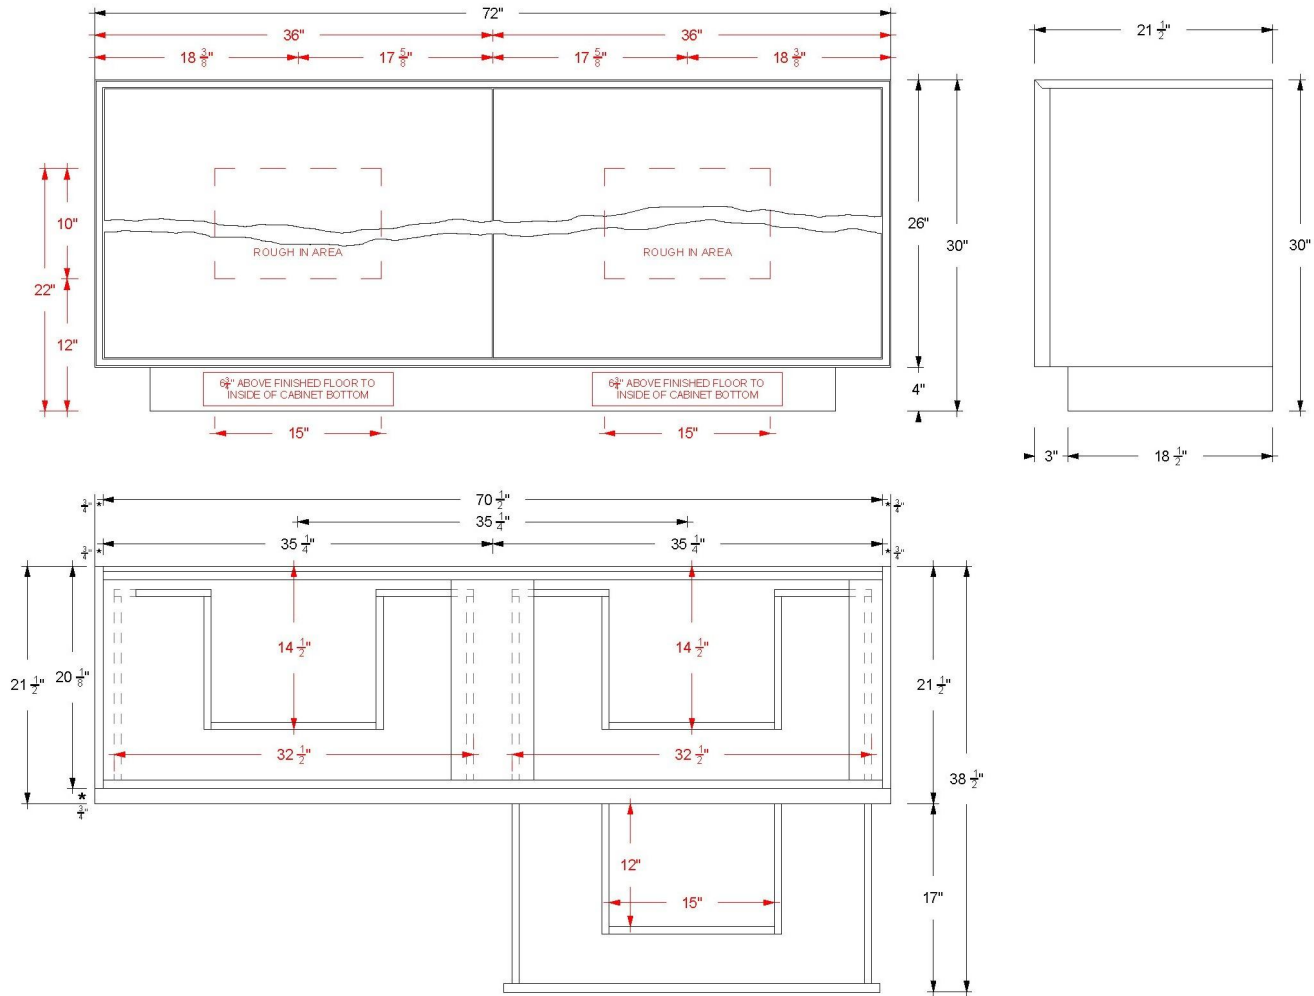 72"
36" 36"
18 3/8" 17 5/8" 17 5/8" 18 3/8"
21 1/2"
10"
22"
12"
ROUGH IN AREA
ROUGH IN AREA
26"
30"
4"
30"
6 3/4" ABOVE FINISHED FLOOR TO
INSIDE OF CABINET BOTTOM
6 3/4" ABOVE FINISHED FLOOR TO
INSIDE OF CABINET BOTTOM
15" 15"
3" 18 1/2"
3/4" * 70 1/2" * 3/4"
35 1/4"
3/4" * 35 1/4" 35 1/4" * 3/4"
14 1/2" 14 1/2"
21 1/2" 20 1/8" 21 1/2"
32 1/2" 32 1/2"
38 1/2"
*
3/4"
12"
15"
17"